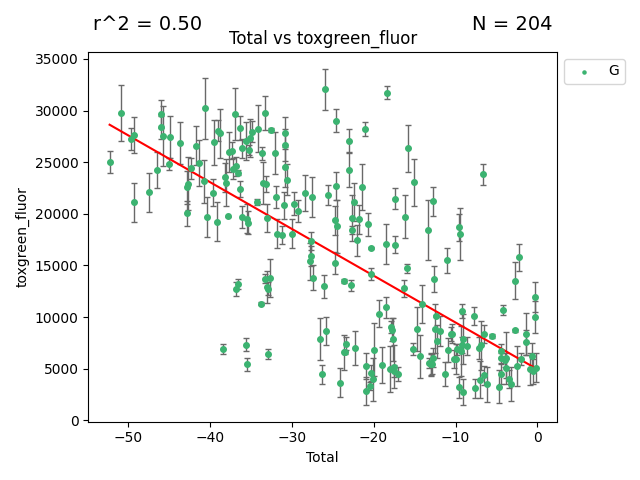 r^2 = 0.50
N = 204
Total vs toxgreen_fluor
G
toxgreen_fluor
35000
30000
25000
20000
15000
10000
5000
0
−50
−40
−30
−20
−10
0
Total